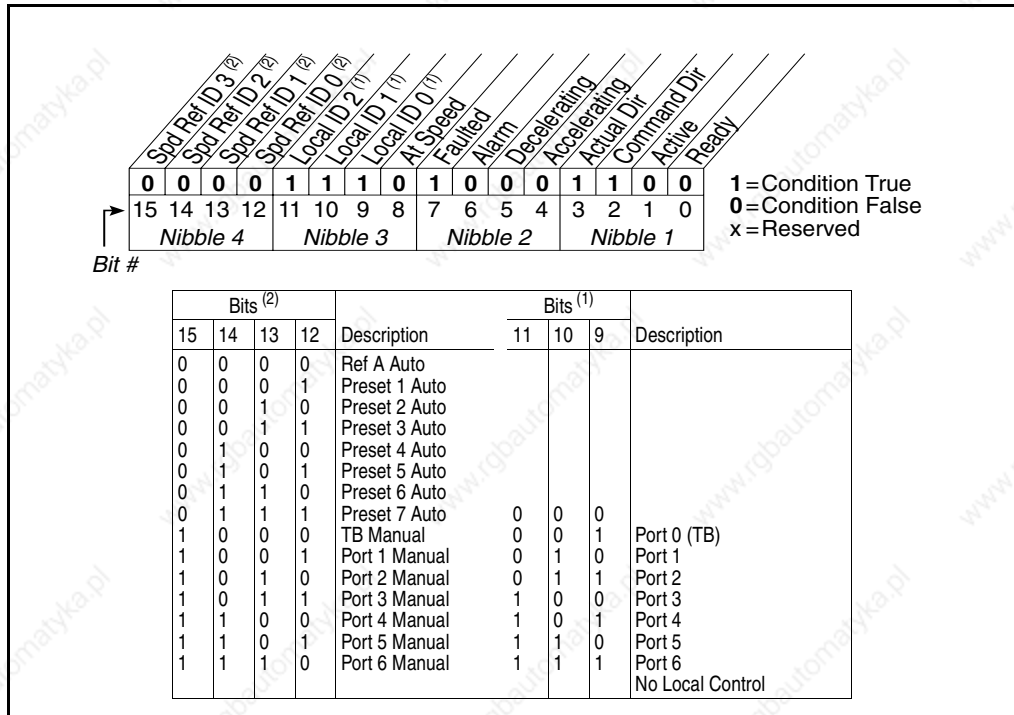 Spd Ref ID 3 (2)
Spd Ref ID 2 (2)
Spd Ref ID 1 (2)
Spd Ref ID 0 (2)
Local ID 2 (1)
Local ID 1 (1)
Local ID 0 (1)
At Speed
Faulted
Alarm
Decelerating
Accelerating
Actual Dir
Command Dir
Active
Ready
0 0 0 0 1 1 1 0 1 0 0 0 1 1 0 0
15 14 13 12 11 10 9 8 7 6 5 4 3 2 1 0
Nibble 4 Nibble 3 Nibble 2 Nibble 1
Bit #
1=Condition True
0=Condition False
x=Reserved
Bits (2) Bits (1)
15 14 13 12 Description 11 10 9 Description
0 0 0 0 Ref A Auto
0 0 0 1 Preset 1 Auto
0 0 1 0 Preset 2 Auto
0 0 1 1 Preset 3 Auto
0 1 0 0 Preset 4 Auto
0 1 0 1 Preset 5 Auto
0 1 1 0 Preset 6 Auto
0 1 1 1 Preset 7 Auto 0 0 0
1 0 0 0 TB Manual 0 0 1 Port 0 (TB)
1 0 0 1 Port 1 Manual 0 1 0 Port 1
1 0 1 0 Port 2 Manual 0 1 1 Port 2
1 0 1 1 Port 3 Manual 1 0 0 Port 3
1 1 0 0 Port 4 Manual 1 0 1 Port 4
1 1 0 1 Port 5 Manual 1 1 0 Port 5
1 1 1 0 Port 6 Manual 1 1 1 Port 6
No Local Control
www.rgbautomatyka.pl